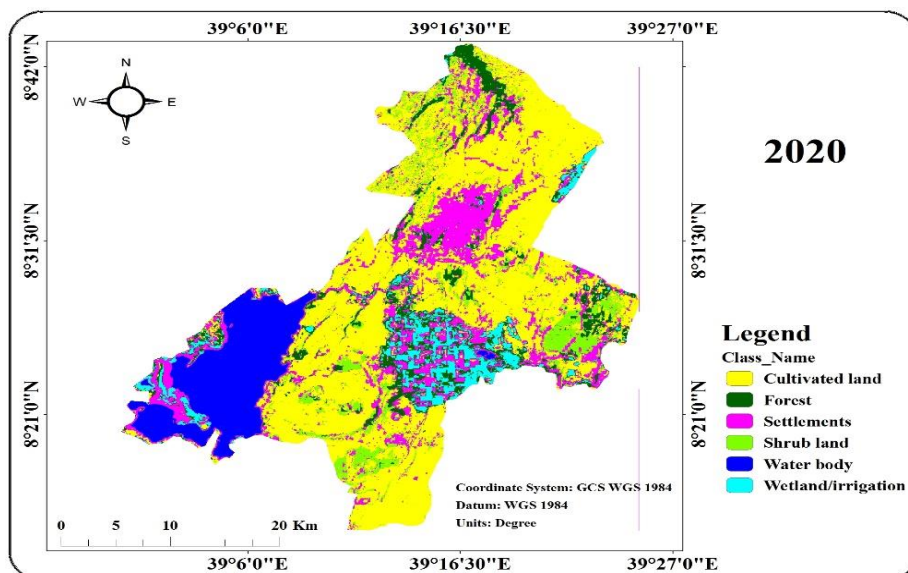 39°6'0"E 39°16'30"E 39°27'0"E
8°42'0"N
8°42'0"N
N
W E
S
2020
8°31'30"N
8°31'30"N
8°21'0"N
8°21'0"N
Legend
Class_Name
Cultivated land
Forest
Settlements
Shrub land
Water body
Wetland/irrigation
Coordinate System: GCS WGS 1984
Datum: WGS 1984
Units: Degree
0 5 10 20 Km
39°6'0"E 39°16'30"E 39°27'0"E